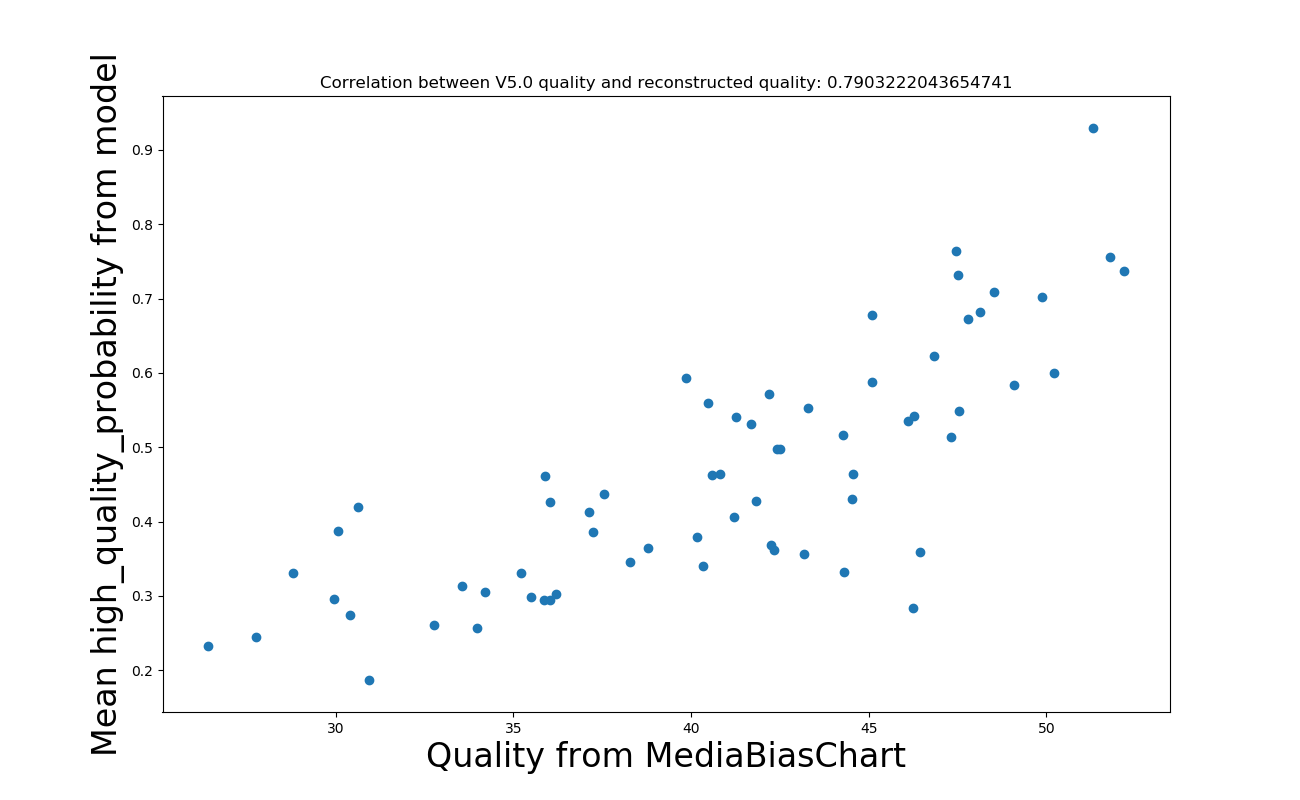 Correlation between V5.0 quality and reconstructed quality: 0.7903222043654741
Mean high_quality_probability from model
0.9
0.8
0.7
0.6
0.5
0.4
0.3
0.2
30 35 40 45 50
Quality from MediaBiasChart